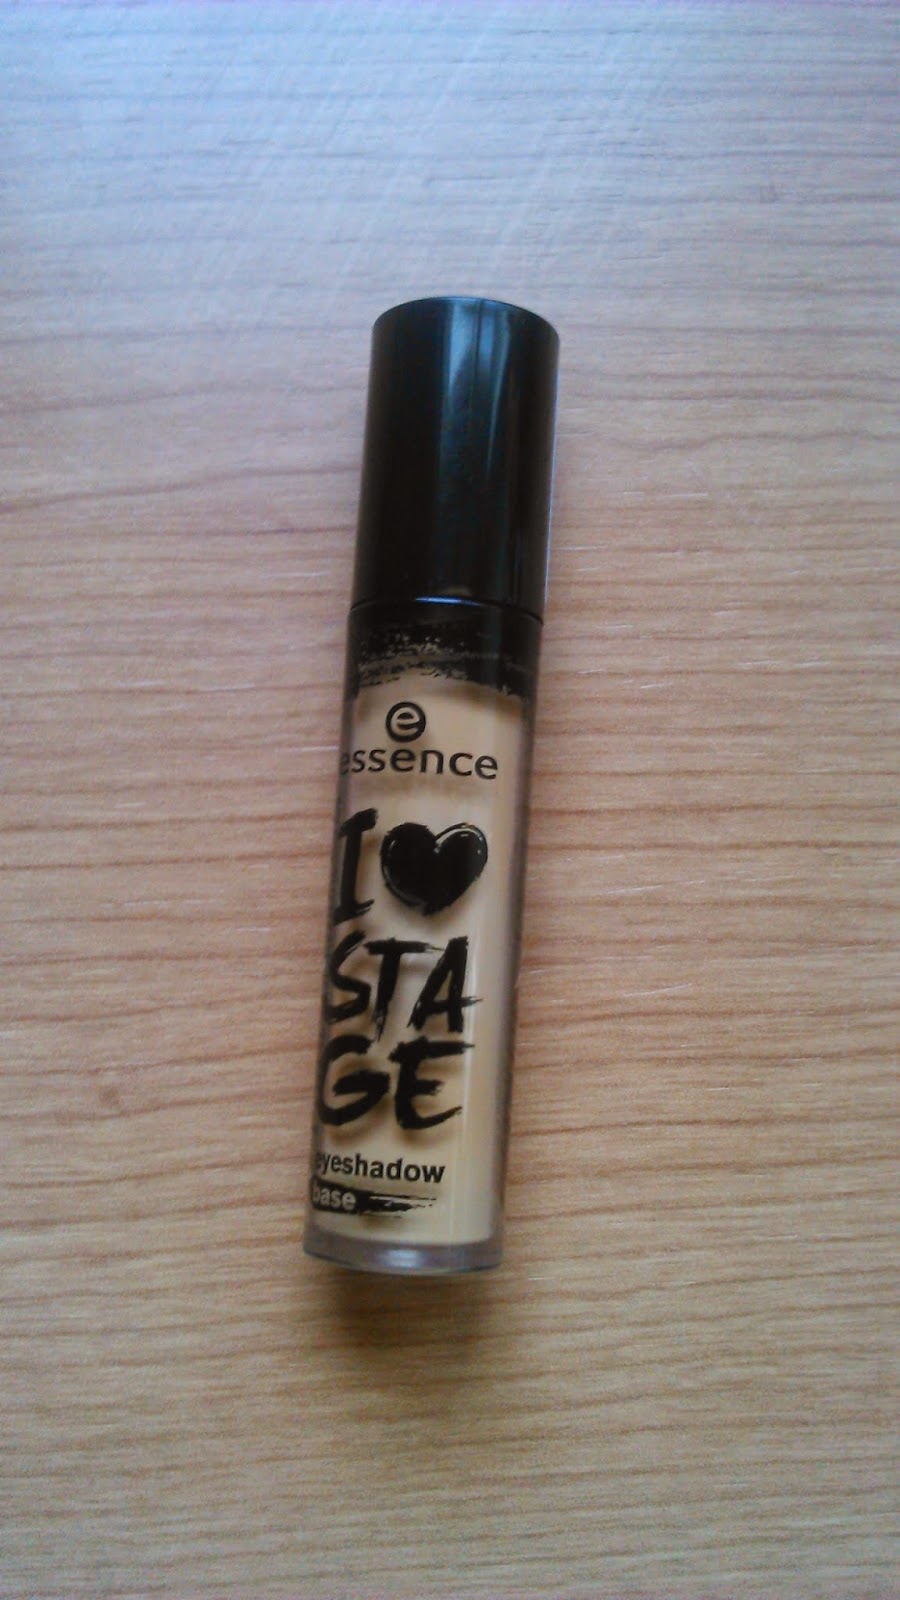 e
essence
I ♥
STA
GE
eyeshadow
base